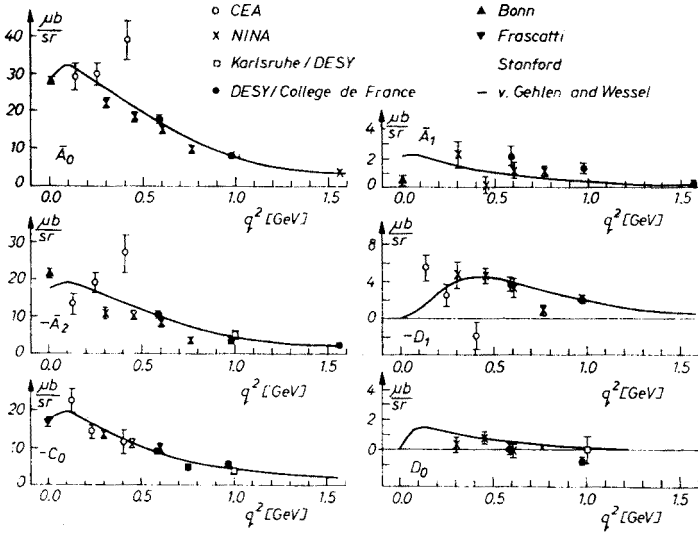 ○ CEA
× NINA
□ Karlsruhe/DESY
● DESY/College de France
▲ Bonn
▼ Frascatti
Stanford
— v. Gehlen and Wessel
μb/sr
40
30
20
10
0
Ā₀
0.0 0.5 1.0 1.5
q² [GeV]
μb/sr
4
2
0
Ā₁
0.0 0.5 1.0 1.5
q² [GeV]
μb/sr
30
20
10
0
-Ā₂
0.0 0.5 1.0 1.5
q² [GeV]
μb/sr
8
4
0
-D₁
0.0 0.5 1.0 1.5
q² [GeV]
μb/sr
20
10
0
-C₀
0.0 0.5 1.0 1.5
q² [GeV]
μb/sr
4
2
0
D₀
0.0 0.5 1.0 1.5
q² [GeV]